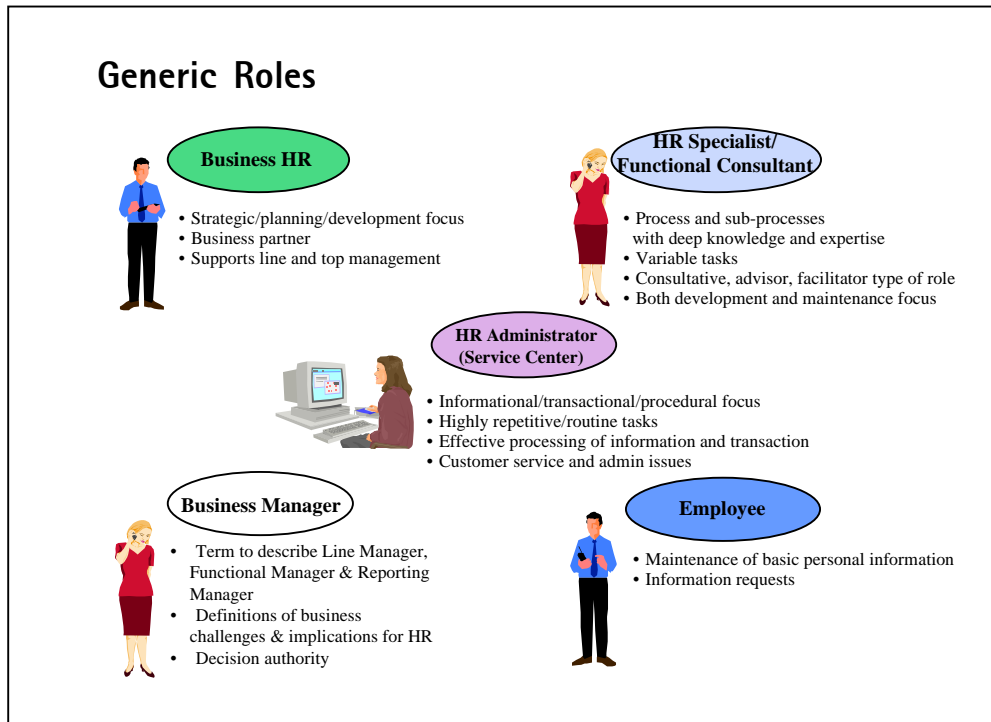 Generic Roles
Business HR
• Strategic/planning/development focus
• Business partner
• Supports line and top management
HR Specialist/
Functional Consultant
• Process and sub-processes
with deep knowledge and expertise
• Variable tasks
• Consultative, advisor, facilitator type of role
• Both development and maintenance focus
HR Administrator
(Service Center)
• Informational/transactional/procedural focus
• Highly repetitive/routine tasks
• Effective processing of information and transaction
• Customer service and admin issues
Business Manager
• Term to describe Line Manager,
Functional Manager & Reporting
Manager
• Definitions of business
challenges & implications for HR
• Decision authority
Employee
• Maintenance of basic personal information
• Information requests